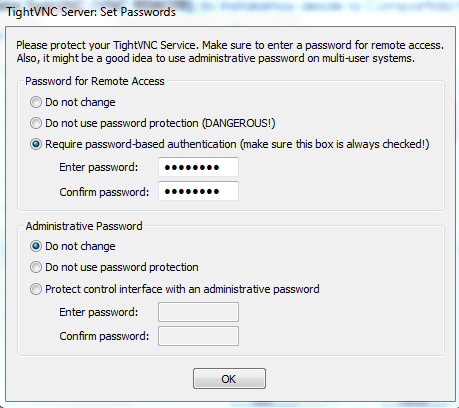 TightVNC Server: Set Passwords
Please protect your TightVNC Service. Make sure to enter a password for remote access.
Also, it might be a good idea to use administrative password on multi-user systems.
Password for Remote Access
Do not change
Do not use password protection (DANGEROUS!)
Require password-based authentication (make sure this box is always checked!)
Enter password: ●●●●●●●●
Confirm password: ●●●●●●●●
Administrative Password
Do not change
Do not use password protection
Protect control interface with an administrative password
Enter password:
Confirm password:
OK